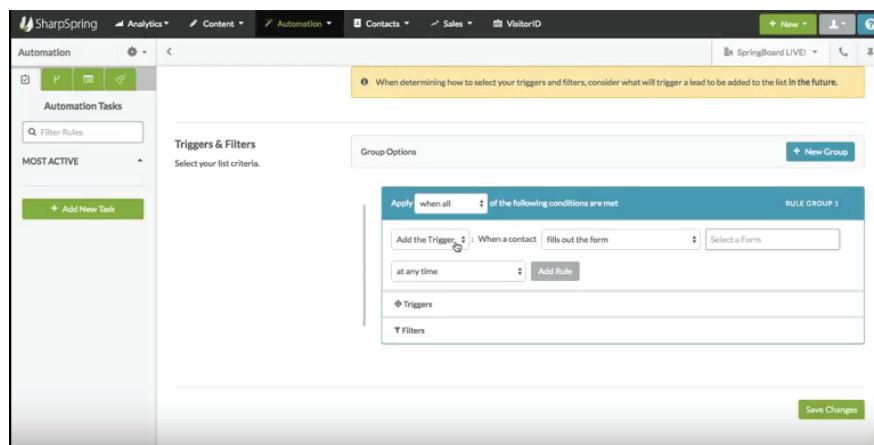 SharpSpring Analytics Content Automation Contacts Sales VisitorID + New
Automation
SpringBoard LIVE!
When determining how to select your triggers and filters, consider what will trigger a lead to be added to the list in the future.
Automation Tasks
Filter Rules
MOST ACTIVE
+ Add New Task
Triggers & Filters
Select your list criteria.
Group Options
+ New Group
Apply when all of the following conditions are met RULE GROUP 1
Add the Trigger : When a contact fills out the form Select a Form
at any time Add Rule
Triggers
Filters
Save Changes